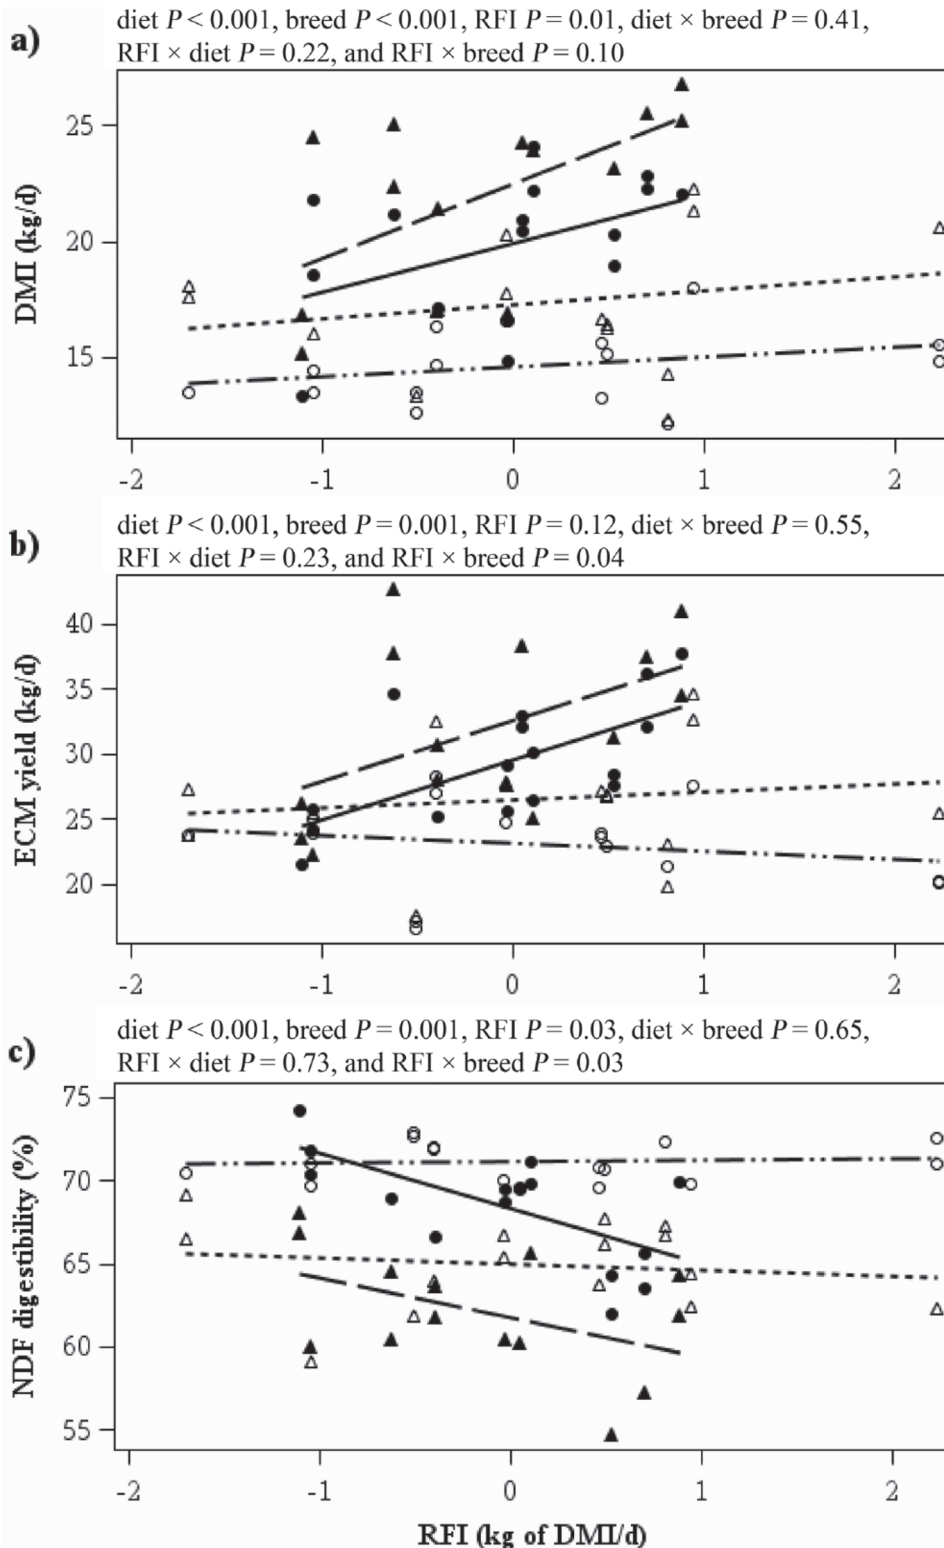 a)
diet P < 0.001, breed P < 0.001, RFI P = 0.01, diet × breed P = 0.41,
RFI × diet P = 0.22, and RFI × breed P = 0.10
DMI (kg/d)
25
20
15
-2 -1 0 1 2
b)
diet P < 0.001, breed P = 0.001, RFI P = 0.12, diet × breed P = 0.55,
RFI × diet P = 0.23, and RFI × breed P = 0.04
ECM yield (kg/d)
40
35
30
25
20
-2 -1 0 1 2
c)
diet P < 0.001, breed P = 0.001, RFI P = 0.03, diet × breed P = 0.65,
RFI × diet P = 0.73, and RFI × breed P = 0.03
NDF digestibility (%)
75
70
65
60
55
-2 -1 0 1 2
RFI (kg of DMI/d)